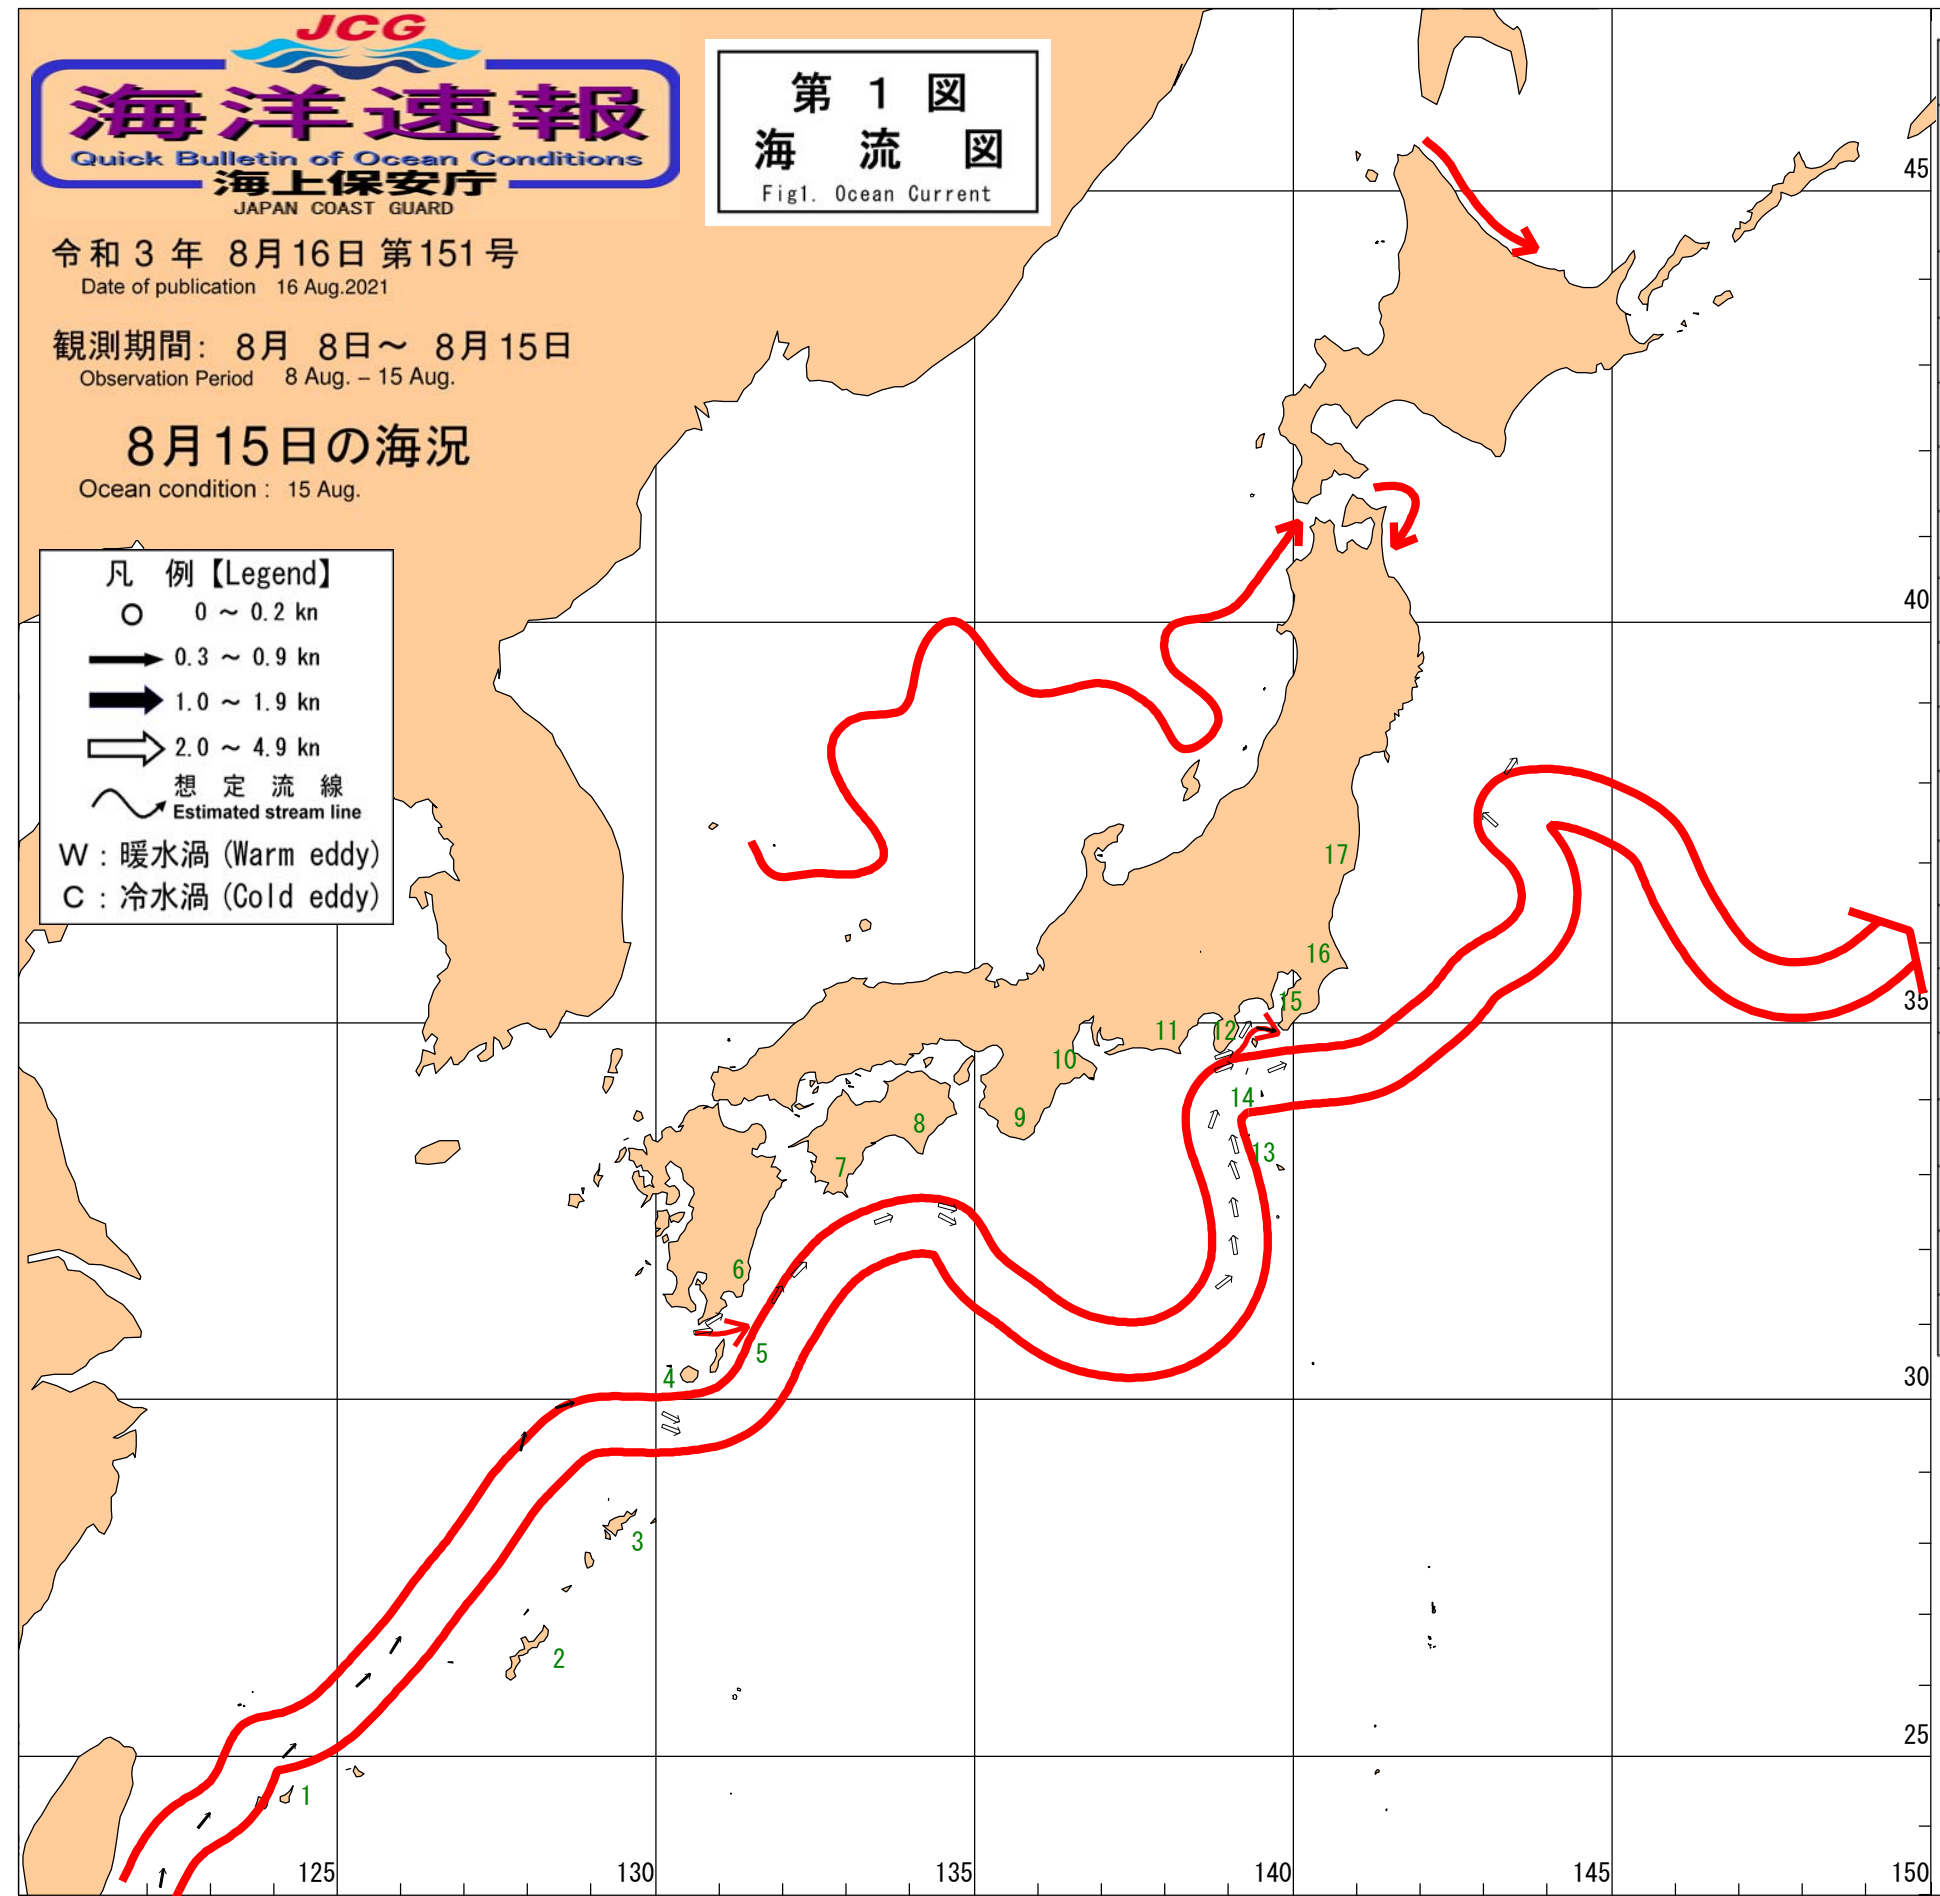 JCG
海洋速報
Quick Bulletin of Ocean Conditions
海上保安庁
JAPAN COAST GUARD
第 1 図
海 流 図
Fig1. Ocean Current
令和 3 年 8月16日 第151号
Date of publication 16 Aug.2021
観測期間: 8月 8日～ 8月15日
Observation Period 8 Aug. – 15 Aug.
8月15日の海況
Ocean condition : 15 Aug.
凡 例【Legend】
0 ～ 0.2 kn
0.3 ～ 0.9 kn
1.0 ～ 1.9 kn
2.0 ～ 4.9 kn
想 定 流 線
Estimated stream line
W : 暖水渦 (Warm eddy)
C : 冷水渦 (Cold eddy)
45
40
17
16
15
35
12
11
10
14
9
8
13
7
6
5
4
30
3
2
25
1
125
130
135
140
145
150